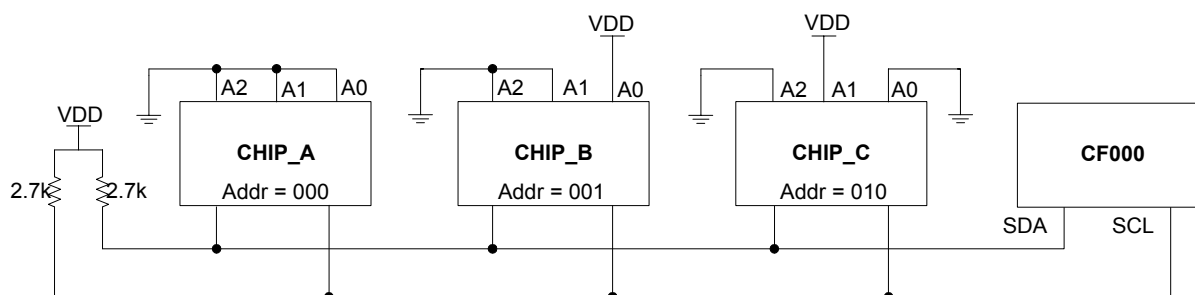 VDD
VDD
A2 A1 A0
A2 A1 A0
A2 A1 A0
VDD
CHIP_A
CHIP_B
CHIP_C
CF000
2.7k
2.7k
Addr = 000
Addr = 001
Addr = 010
SDA
SCL